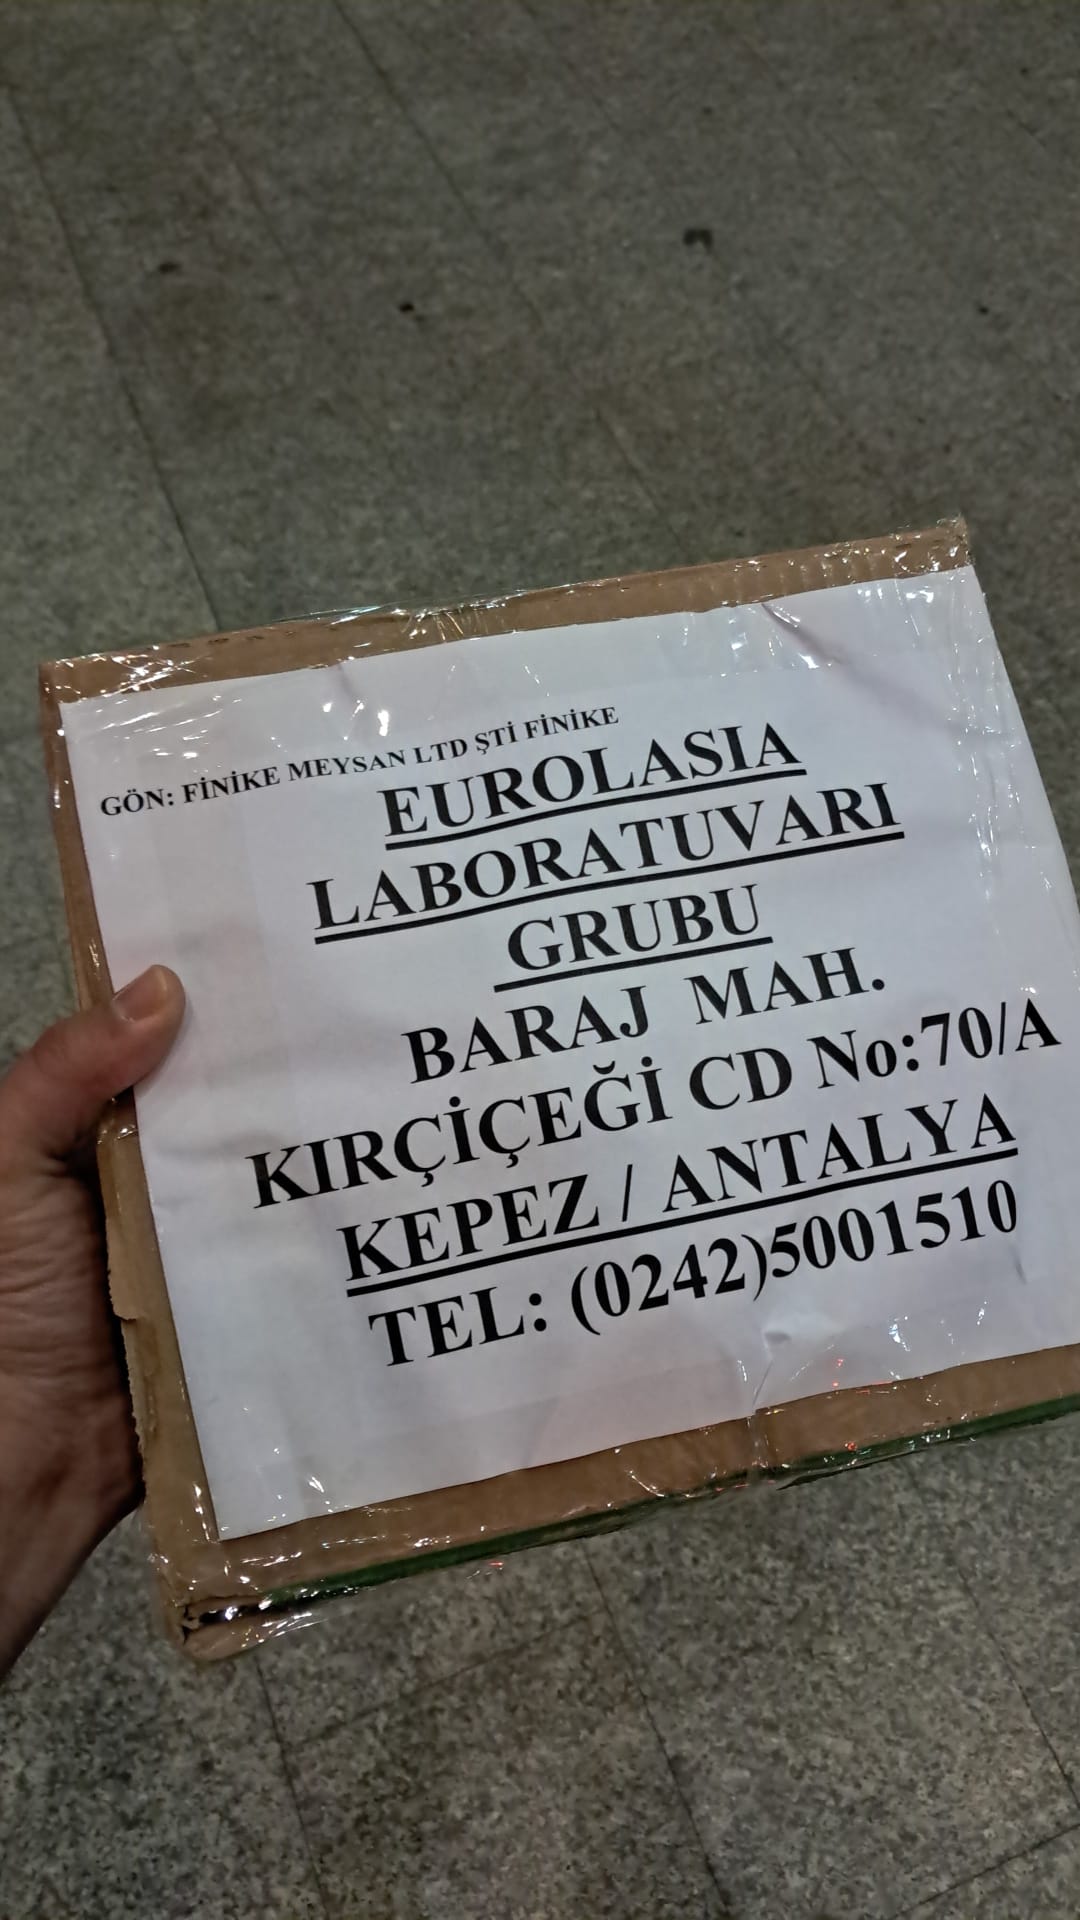 GÖN: FİNİKE MEYSAN LTD ŞTİ FİNİKE
EUROLASIA
LABORATUVARI
GRUBU
BARAJ MAH.
KIRÇİÇEĞİ CD No:70/A
KEPEZ / ANTALYA
TEL: (0242)5001510